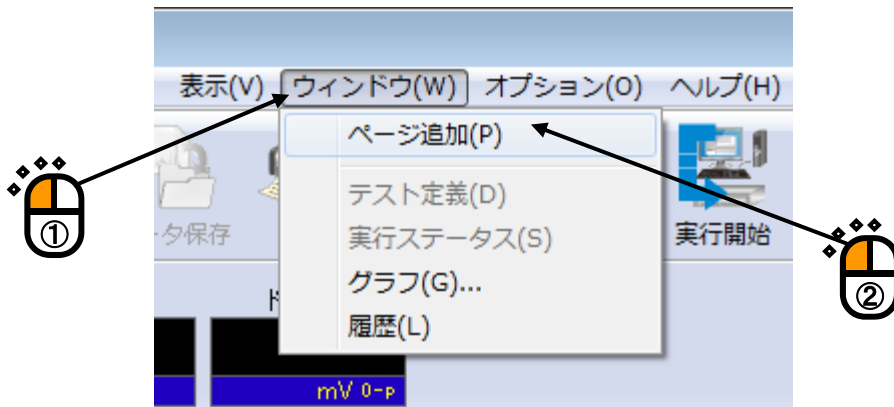 表示(V) ウィンドウ(W) オプション(O) ヘルプ(H)
ページ追加(P)
テスト定義(D)
実行ステータス(S)
グラフ(G)...
履歴(L)
タ保存
実行開始
ド
mV 0-p
①
②